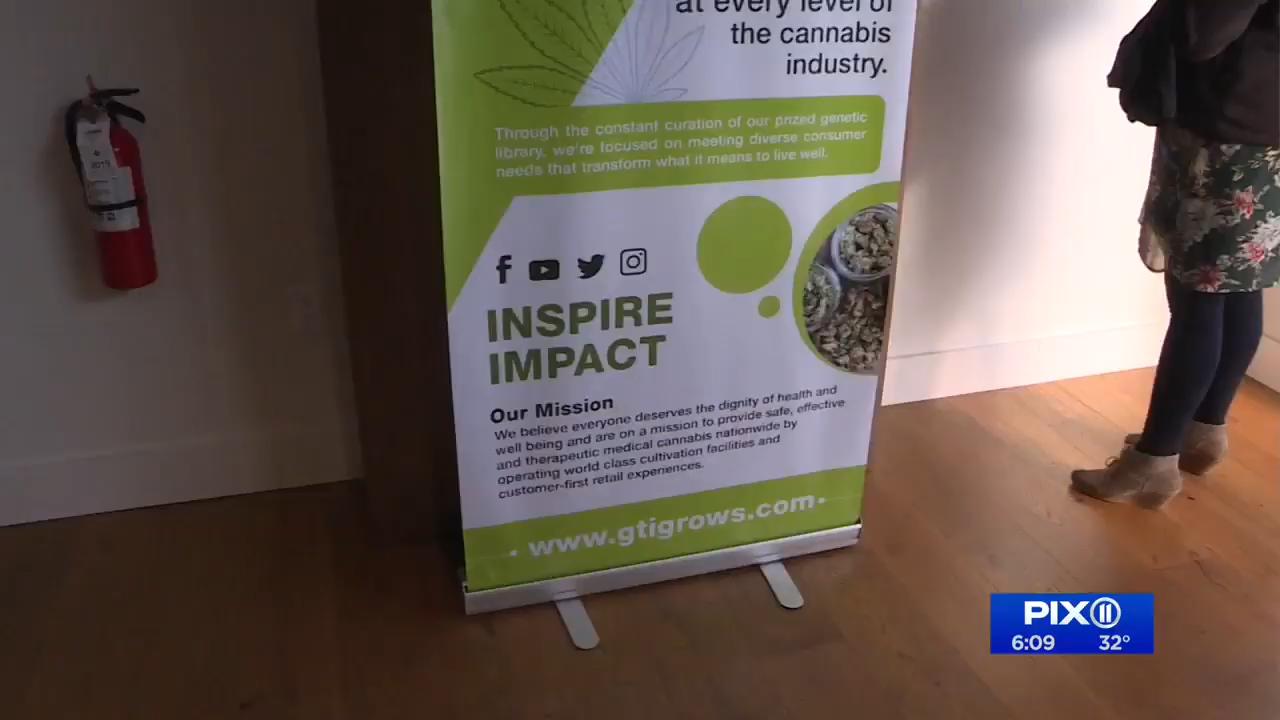 at every level of
the cannabis
industry.
Through the constant curation of our prized genetic
library, we're focused on meeting diverse consumer
needs that transform what it means to live well.
INSPIRE
IMPACT
Our Mission
We believe everyone deserves the dignity of health and
well being and are on a mission to provide safe, effective
and therapeutic medical cannabis nationwide by
operating world class cultivation facilities and
customer-first retail experiences.
www.gtigrows.com
2019
PIX11
6:09 32°